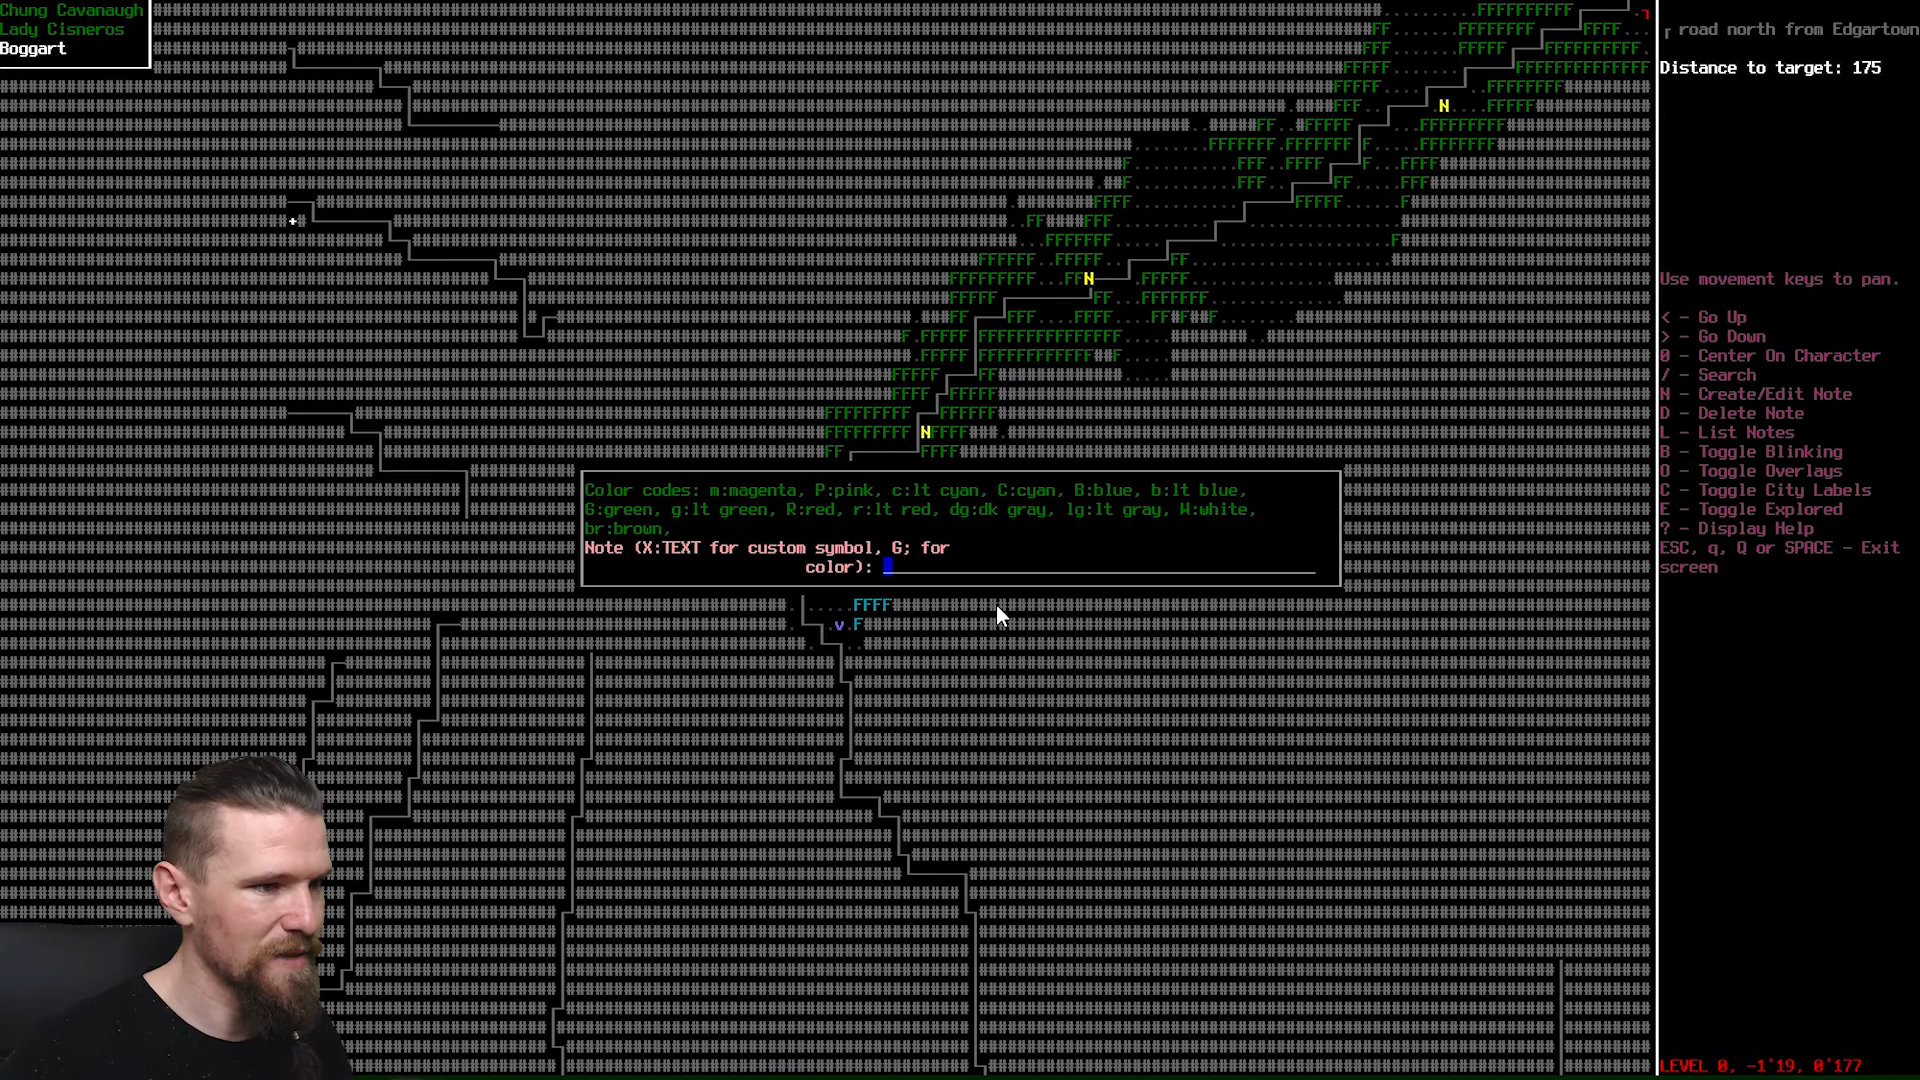 Chung Cavanaugh
Lady Cisneros
Boggart
road north from Edgartown
Distance to target: 175
Use movement keys to pan.
< - Go Up
> - Go Down
0 - Center On Character
/ - Search
N - Create/Edit Note
D - Delete Note
L - List Notes
B - Toggle Blinking
O - Toggle Overlays
C - Toggle City Labels
E - Toggle Explored
? - Display Help
ESC, q, Q or SPACE - Exit
screen
Color codes: m:magenta, P:pink, c:lt cyan, C:cyan, B:blue, b:lt blue,
G:green, g:lt green, R:red, r:lt red, dg:dk gray, lg:lt gray, W:white,
br:brown,
Note (X:TEXT for custom symbol, G; for
color):
LEVEL 0, -1'19, 0'177